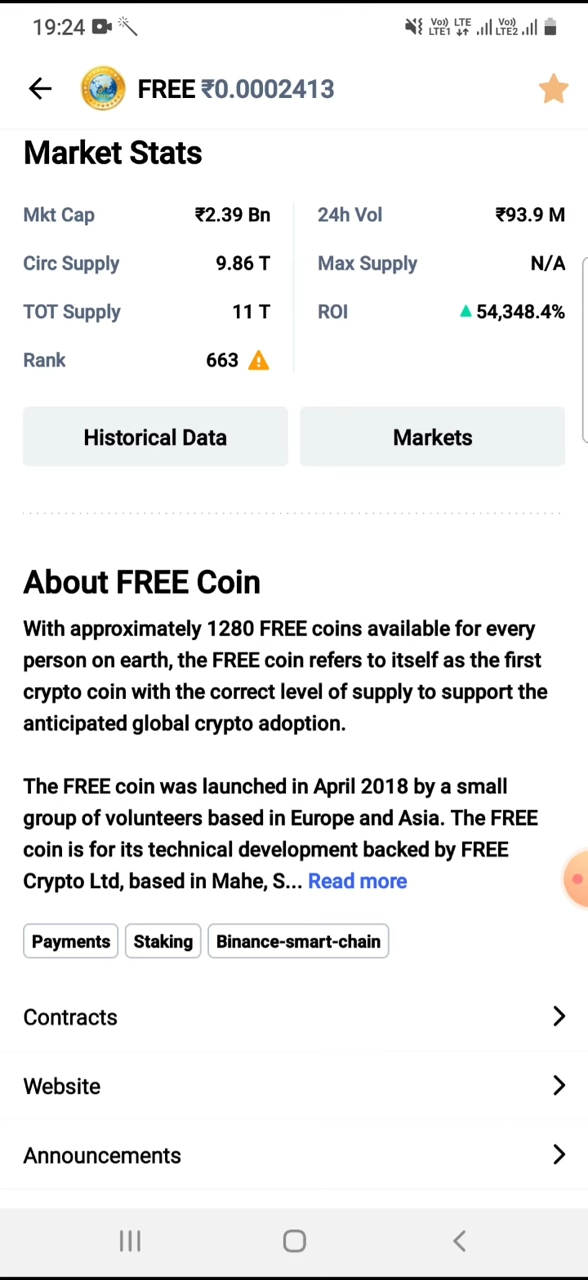 19:24
Vo) LTE Vo)
LTE1 LTE2
FREE ₹0.0002413
Market Stats
Mkt Cap ₹2.39 Bn 24h Vol ₹93.9 M
Circ Supply 9.86 T Max Supply N/A
TOT Supply 11 T ROI 54,348.4%
Rank 663
Historical Data Markets
About FREE Coin
With approximately 1280 FREE coins available for every
person on earth, the FREE coin refers to itself as the first
crypto coin with the correct level of supply to support the
anticipated global crypto adoption.
The FREE coin was launched in April 2018 by a small
group of volunteers based in Europe and Asia. The FREE
coin is for its technical development backed by FREE
Crypto Ltd, based in Mahe, S... Read more
Payments Staking Binance-smart-chain
Contracts
Website
Announcements